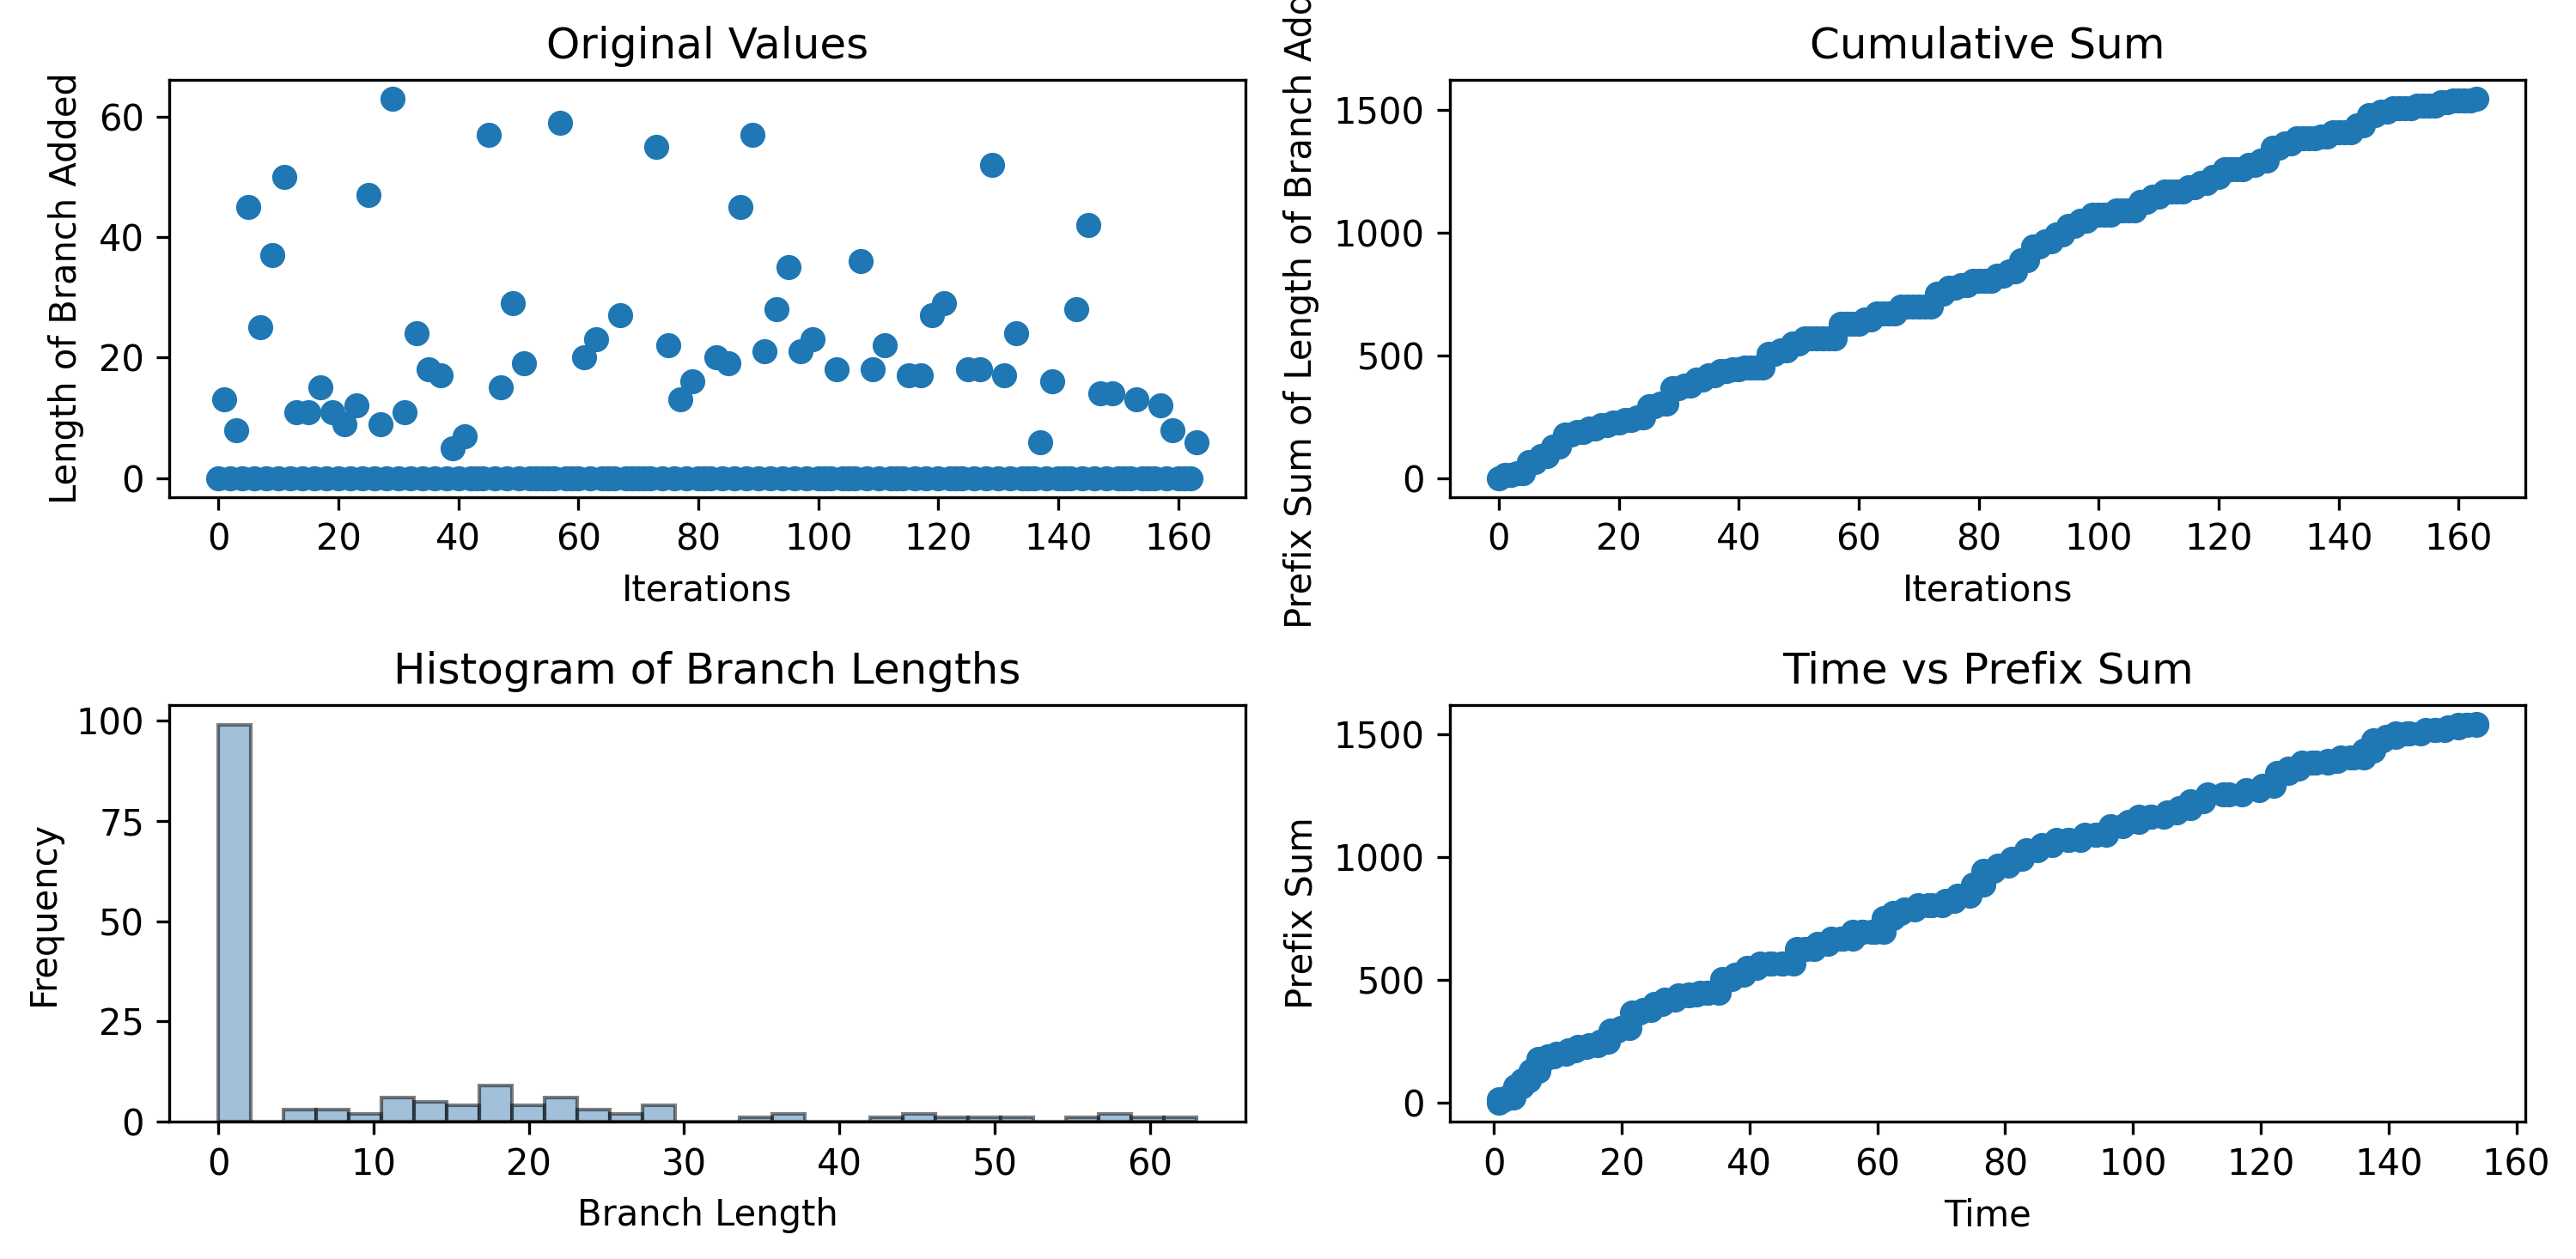 Original Values
Length of Branch Added
60
40
20
0
0 20 40 60 80 100 120 140 160
Iterations
Cumulative Sum
Prefix Sum of Length of Branch
1500
1000
500
0
0 20 40 60 80 100 120 140 160
Iterations
Histogram of Branch Lengths
Frequency
100
75
50
25
0
0 10 20 30 40 50 60
Branch Length
Time vs Prefix Sum
Prefix Sum
1500
1000
500
0
0 20 40 60 80 100 120 140 160
Time